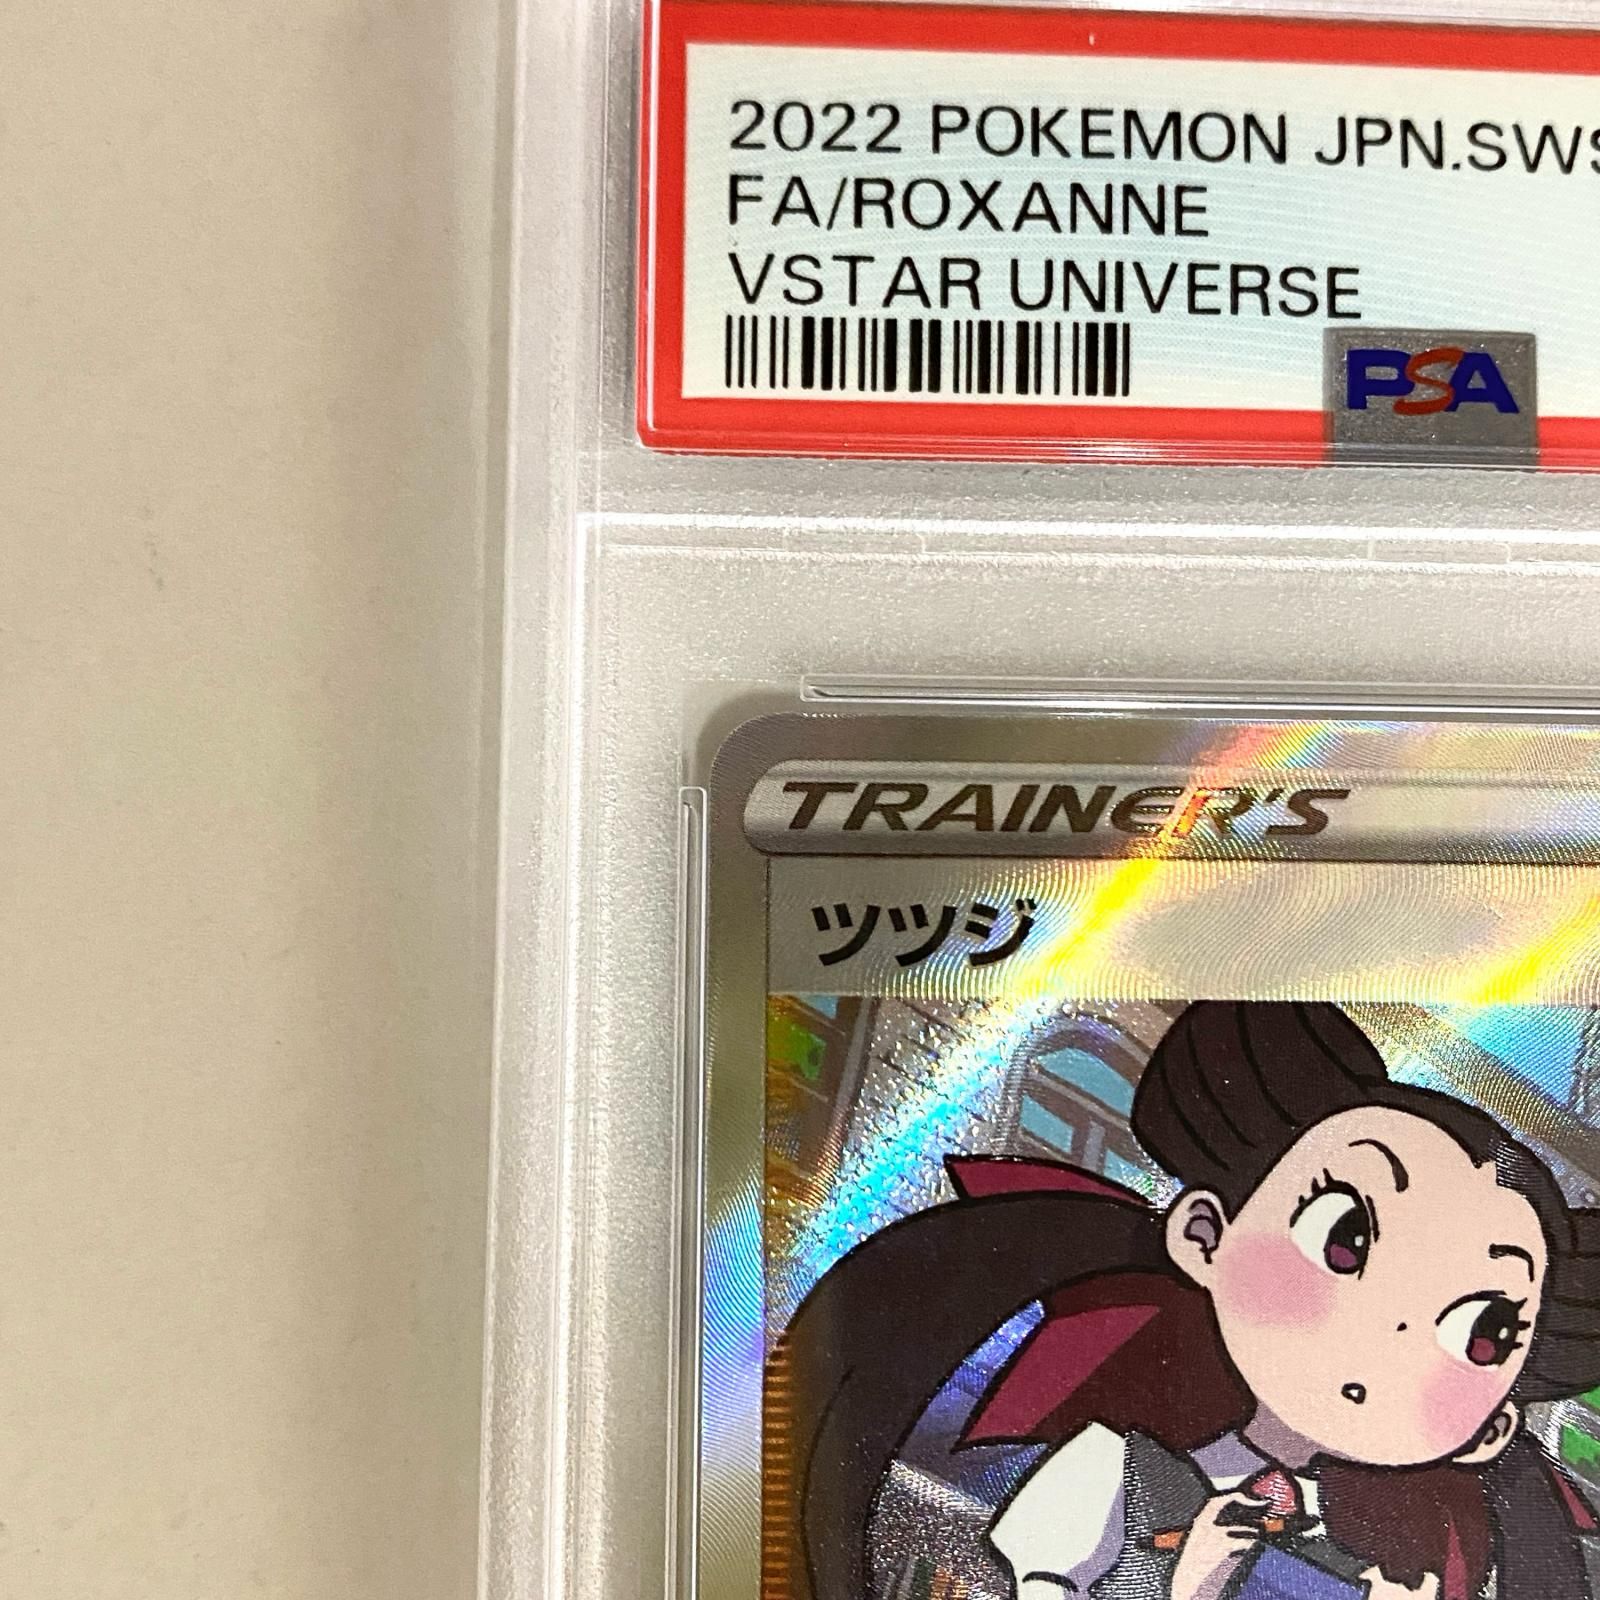 2022 POKEMON JPN.SWS
FA/ROXANNE
VSTAR UNIVERSE
PSA
TRAINER'S
ツツジ